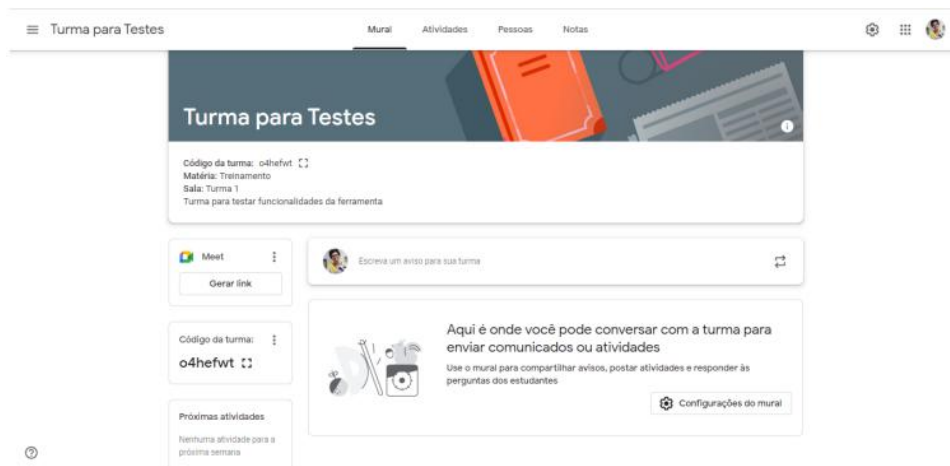 Turma para Testes
Mural
Atividades
Pessoas
Notas
Turma para Testes
Código da turma: o4hefwt
Matéria: Treinamento
Sala: Turma 1
Turma para testar funcionalidades da ferramenta
Meet
Gerar link
Escreva um aviso para sua turma
Código da turma:
o4hefwt
Aqui é onde você pode conversar com a turma para
enviar comunicados ou atividades
Use o mural para compartilhar avisos, postar atividades e responder às
perguntas dos estudantes
Configurações do mural
Próximas atividades
Nenhuma atividade para a
próxima semana